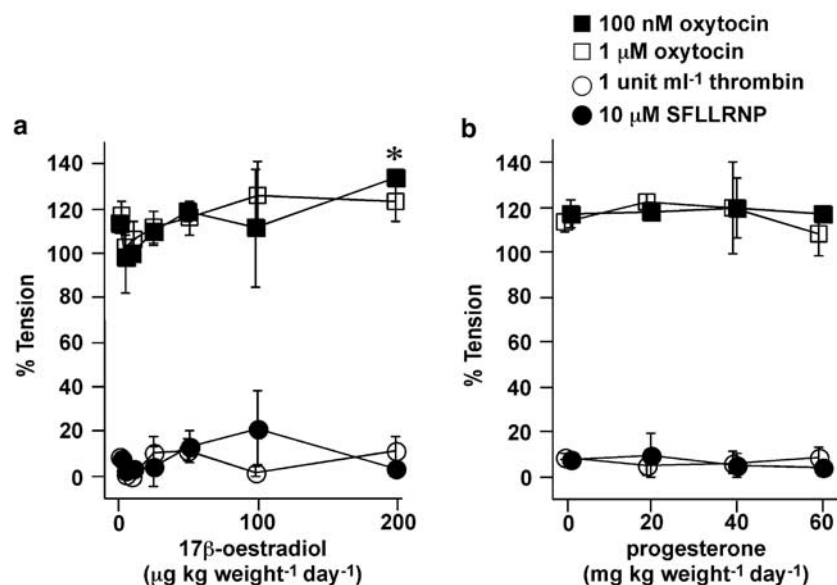 ■ 100 nM oxytocin
□ 1 μM oxytocin
○ 1 unit ml⁻¹ thrombin
● 10 μM SFLLRNP
a
b
*
% Tension
140
120
100
80
60
40
20
0
0 100 200
17β-oestradiol
(μg kg weight⁻¹ day⁻¹)
% Tension
140
120
100
80
60
40
20
0
0 20 40 60
progesterone
(mg kg weight⁻¹ day⁻¹)